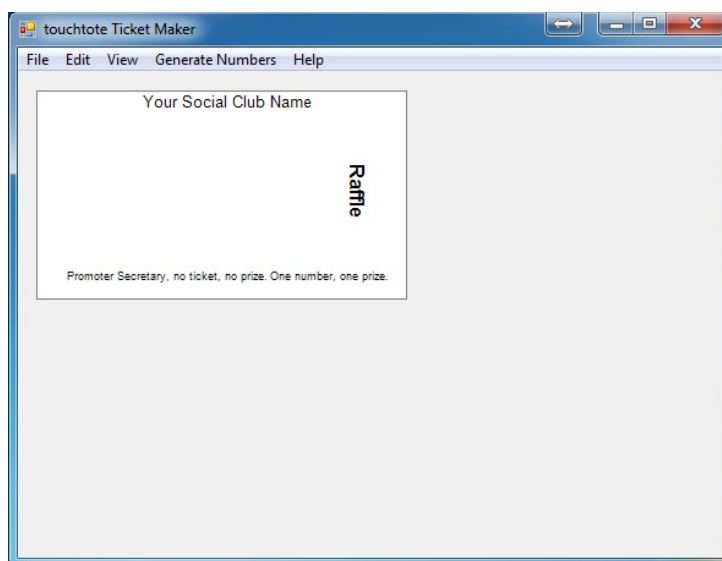 touchtote Ticket Maker
File Edit View Generate Numbers Help
Your Social Club Name
Raffle
Promoter Secretary, no ticket, no prize. One number, one prize.